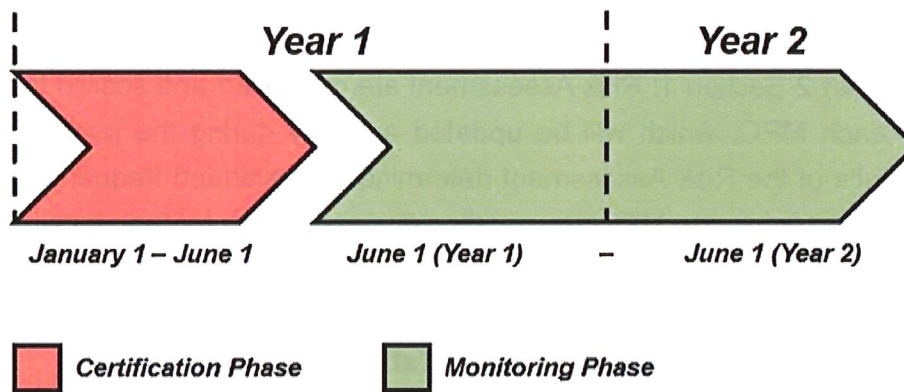 Year 1 Year 2
January 1 – June 1 June 1 (Year 1) – June 1 (Year 2)
Certification Phase Monitoring Phase